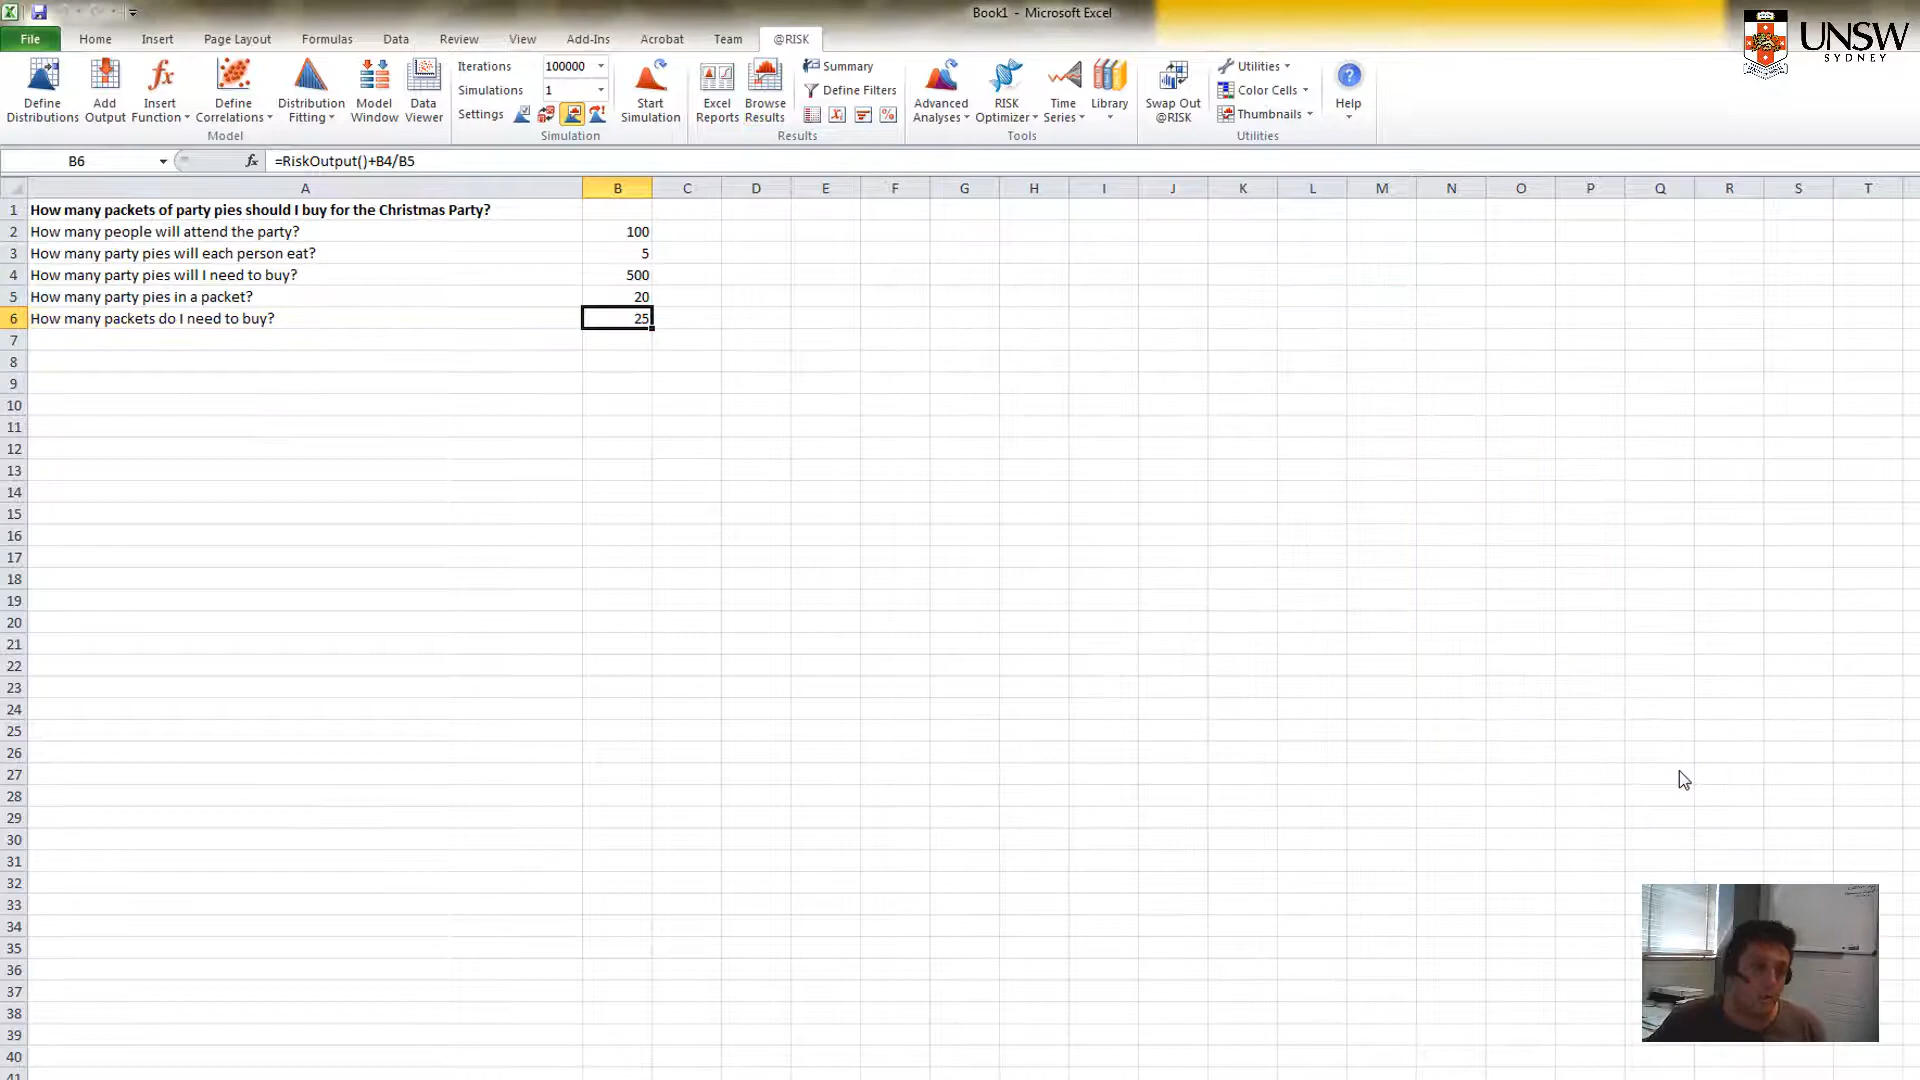 Book1 - Microsoft Excel
UNSW
SYDNEY
File Home Insert Page Layout Formulas Data Review View Add-Ins Acrobat Team @RISK
Define Distributions
Add Output
Insert Function
Define Correlations
Distribution Fitting
Model Window
Data Viewer
Model
Iterations 100000
Simulations 1
Settings
Start Simulation
Simulation
Excel Reports
Browse Results
Summary
Define Filters
Results
Advanced Analyses
RISK Optimizer
Time Series
Library
Tools
Swap Out @RISK
Utilities
Color Cells
Thumbnails
Utilities
Help
B6 fx =RiskOutput()+B4/B5
A B C D E F G H I J K L M N O P Q R S T
1 How many packets of party pies should I buy for the Christmas Party?
2 How many people will attend the party? 100
3 How many party pies will each person eat? 5
4 How many party pies will I need to buy? 500
5 How many party pies in a packet? 20
6 How many packets do I need to buy? 25
7
8
9
10
11
12
13
14
15
16
17
18
19
20
21
22
23
24
25
26
27
28
29
30
31
32
33
34
35
36
37
38
39
40
41